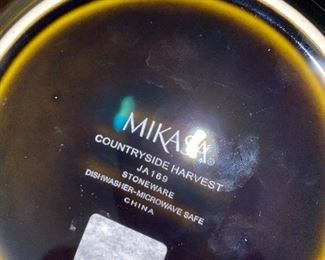 MIKASA®
COUNTRYSIDE HARVEST
JA169
STONEWARE
DISHWASHER-MICROWAVE SAFE
CHINA